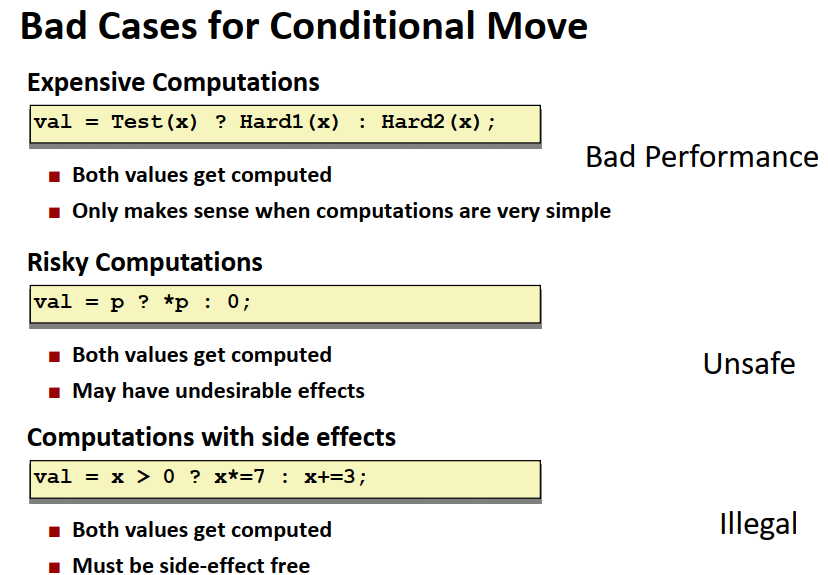 Bad Cases for Conditional Move
Expensive Computations
val = Test(x) ? Hard1(x) : Hard2(x);
Bad Performance
Both values get computed
Only makes sense when computations are very simple
Risky Computations
val = p ? *p : 0;
Both values get computed
Unsafe
May have undesirable effects
Computations with side effects
val = x > 0 ? x*=7 : x+=3;
Both values get computed
Illegal
Must be side-effect free